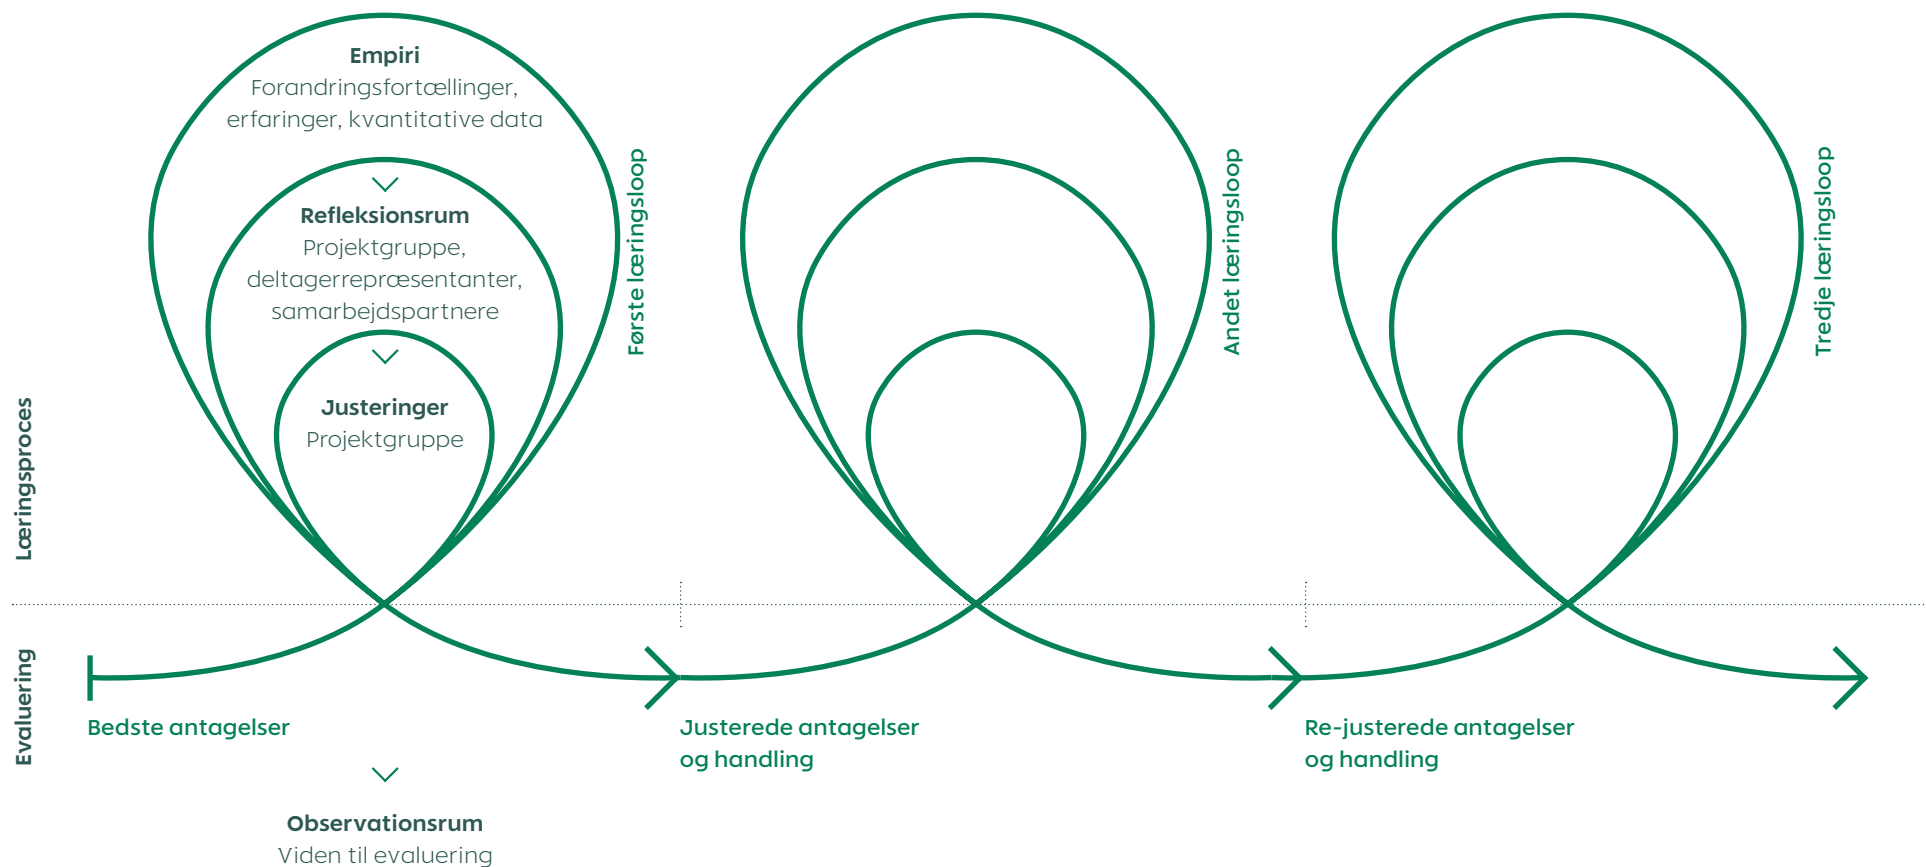 Empiri
Forandringsfortællinger,
erfaringer, kvantitative data
Refleksionsrum
Projektgruppe,
deltagerrepræsentanter,
samarbejdspartnere
Justeringer
Projektgruppe
Første læringsloop
Andet læringsloop
Tredje læringsloop
Læringsproces
Evaluering
Bedste antagelser
Justerede antagelser
og handling
Re-justerede antagelser
og handling
Observationsrum
Viden til evaluering